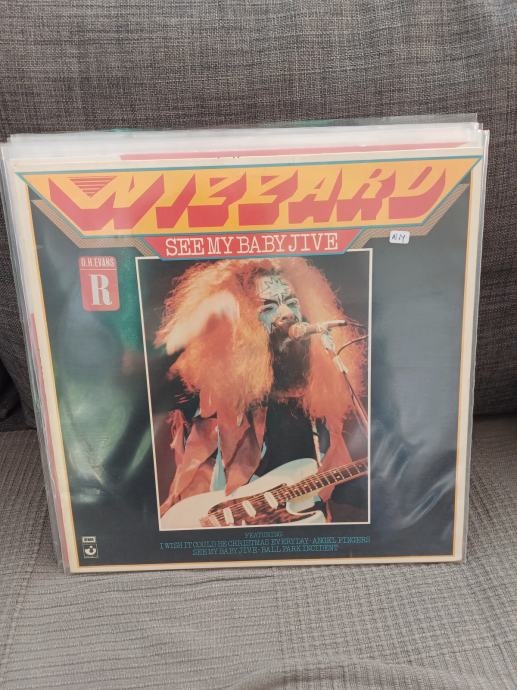 WIZZARD
SEE MY BABY JIVE
D.H. EVANS
R
FEATURING
I WISH IT COULD BE CHRISTMAS EVERYDAY · ANGEL FINGERS
SEE MY BABY JIVE · BALL PARK INCIDENT
EMI